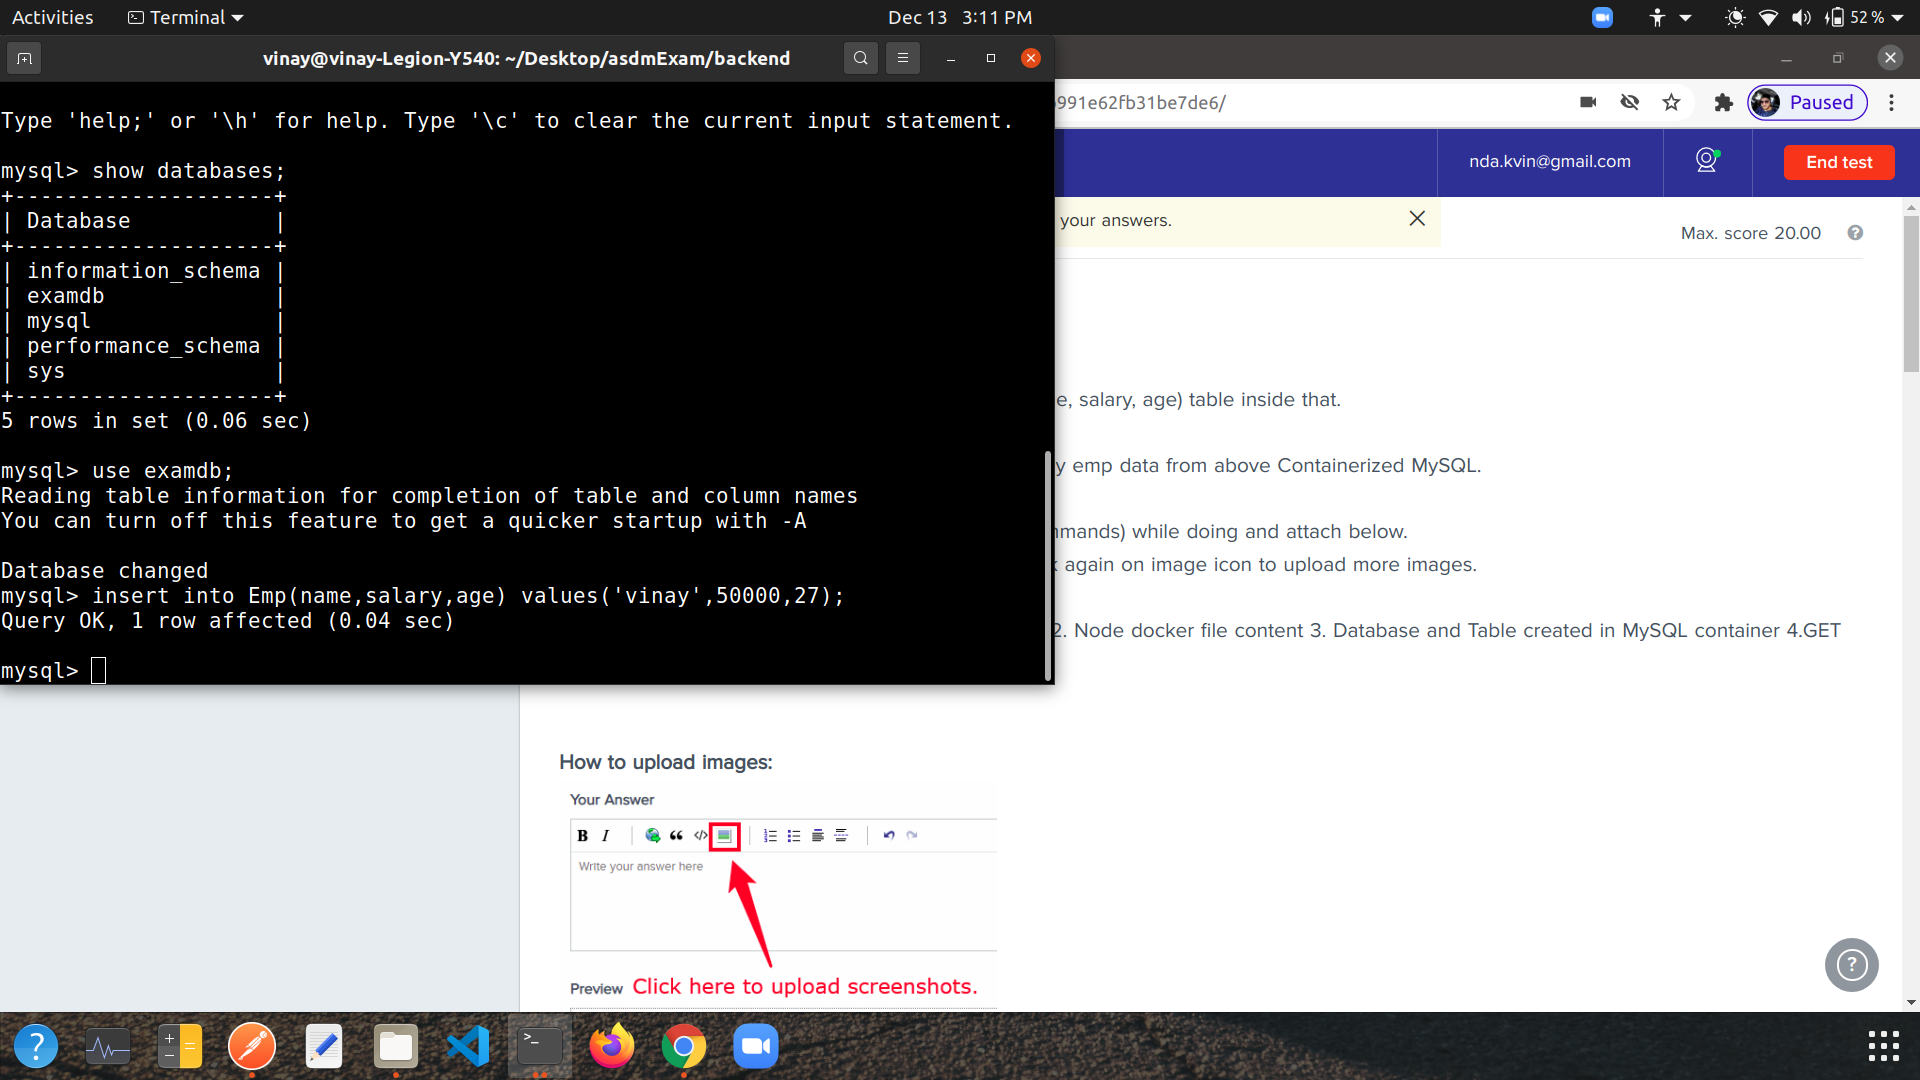 Activities
Terminal
Dec 13 3:11 PM
52 %
vinay@vinay-Legion-Y540: ~/Desktop/asdmExam/backend
Type 'help;' or '\h' for help. Type '\c' to clear the current input statement.
mysql> show databases;
+--------------------+
| Database           |
+--------------------+
| information_schema |
| examdb             |
| mysql              |
| performance_schema |
| sys                |
+--------------------+
5 rows in set (0.06 sec)
mysql> use examdb;
Reading table information for completion of table and column names
You can turn off this feature to get a quicker startup with -A
Database changed
mysql> insert into Emp(name,salary,age) values('vinay',50000,27);
Query OK, 1 row affected (0.04 sec)
mysql>
991e62fb31be7de6/
Paused
nda.kvin@gmail.com
End test
your answers.
Max. score 20.00
e, salary, age) table inside that.
y emp data from above Containerized MySQL.
mmands) while doing and attach below.
again on image icon to upload more images.
2. Node docker file content 3. Database and Table created in MySQL container 4.GET
How to upload images:
Your Answer
B I
Write your answer here
Preview
Click here to upload screenshots.